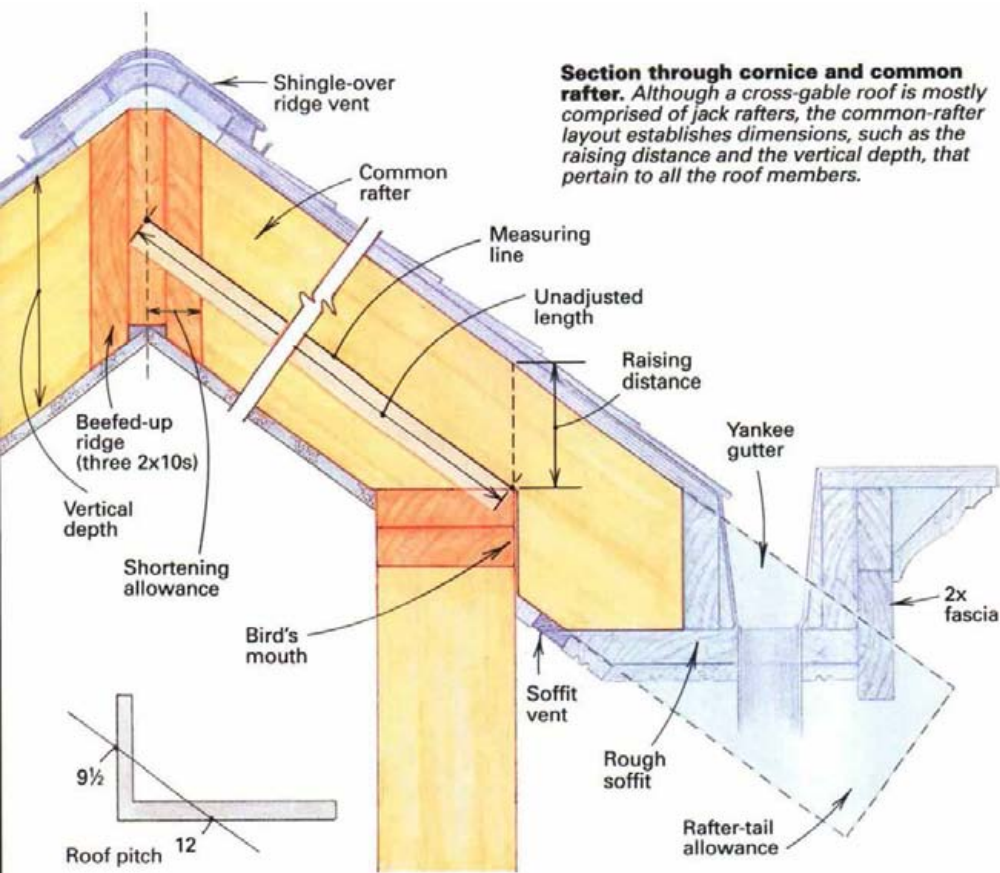 Section through cornice and common
rafter. Although a cross-gable roof is mostly
comprised of jack rafters, the common-rafter
layout establishes dimensions, such as the
raising distance and the vertical depth, that
pertain to all the roof members.
Shingle-over
ridge vent
Common
rafter
Measuring
line
Unadjusted
length
Raising
distance
Yankee
gutter
Beefed-up
ridge
(three 2x10s)
Vertical
depth
Shortening
allowance
Bird's
mouth
2x
fascia
Soffit
vent
Rough
soffit
Rafter-tail
allowance
9½
12
Roof pitch